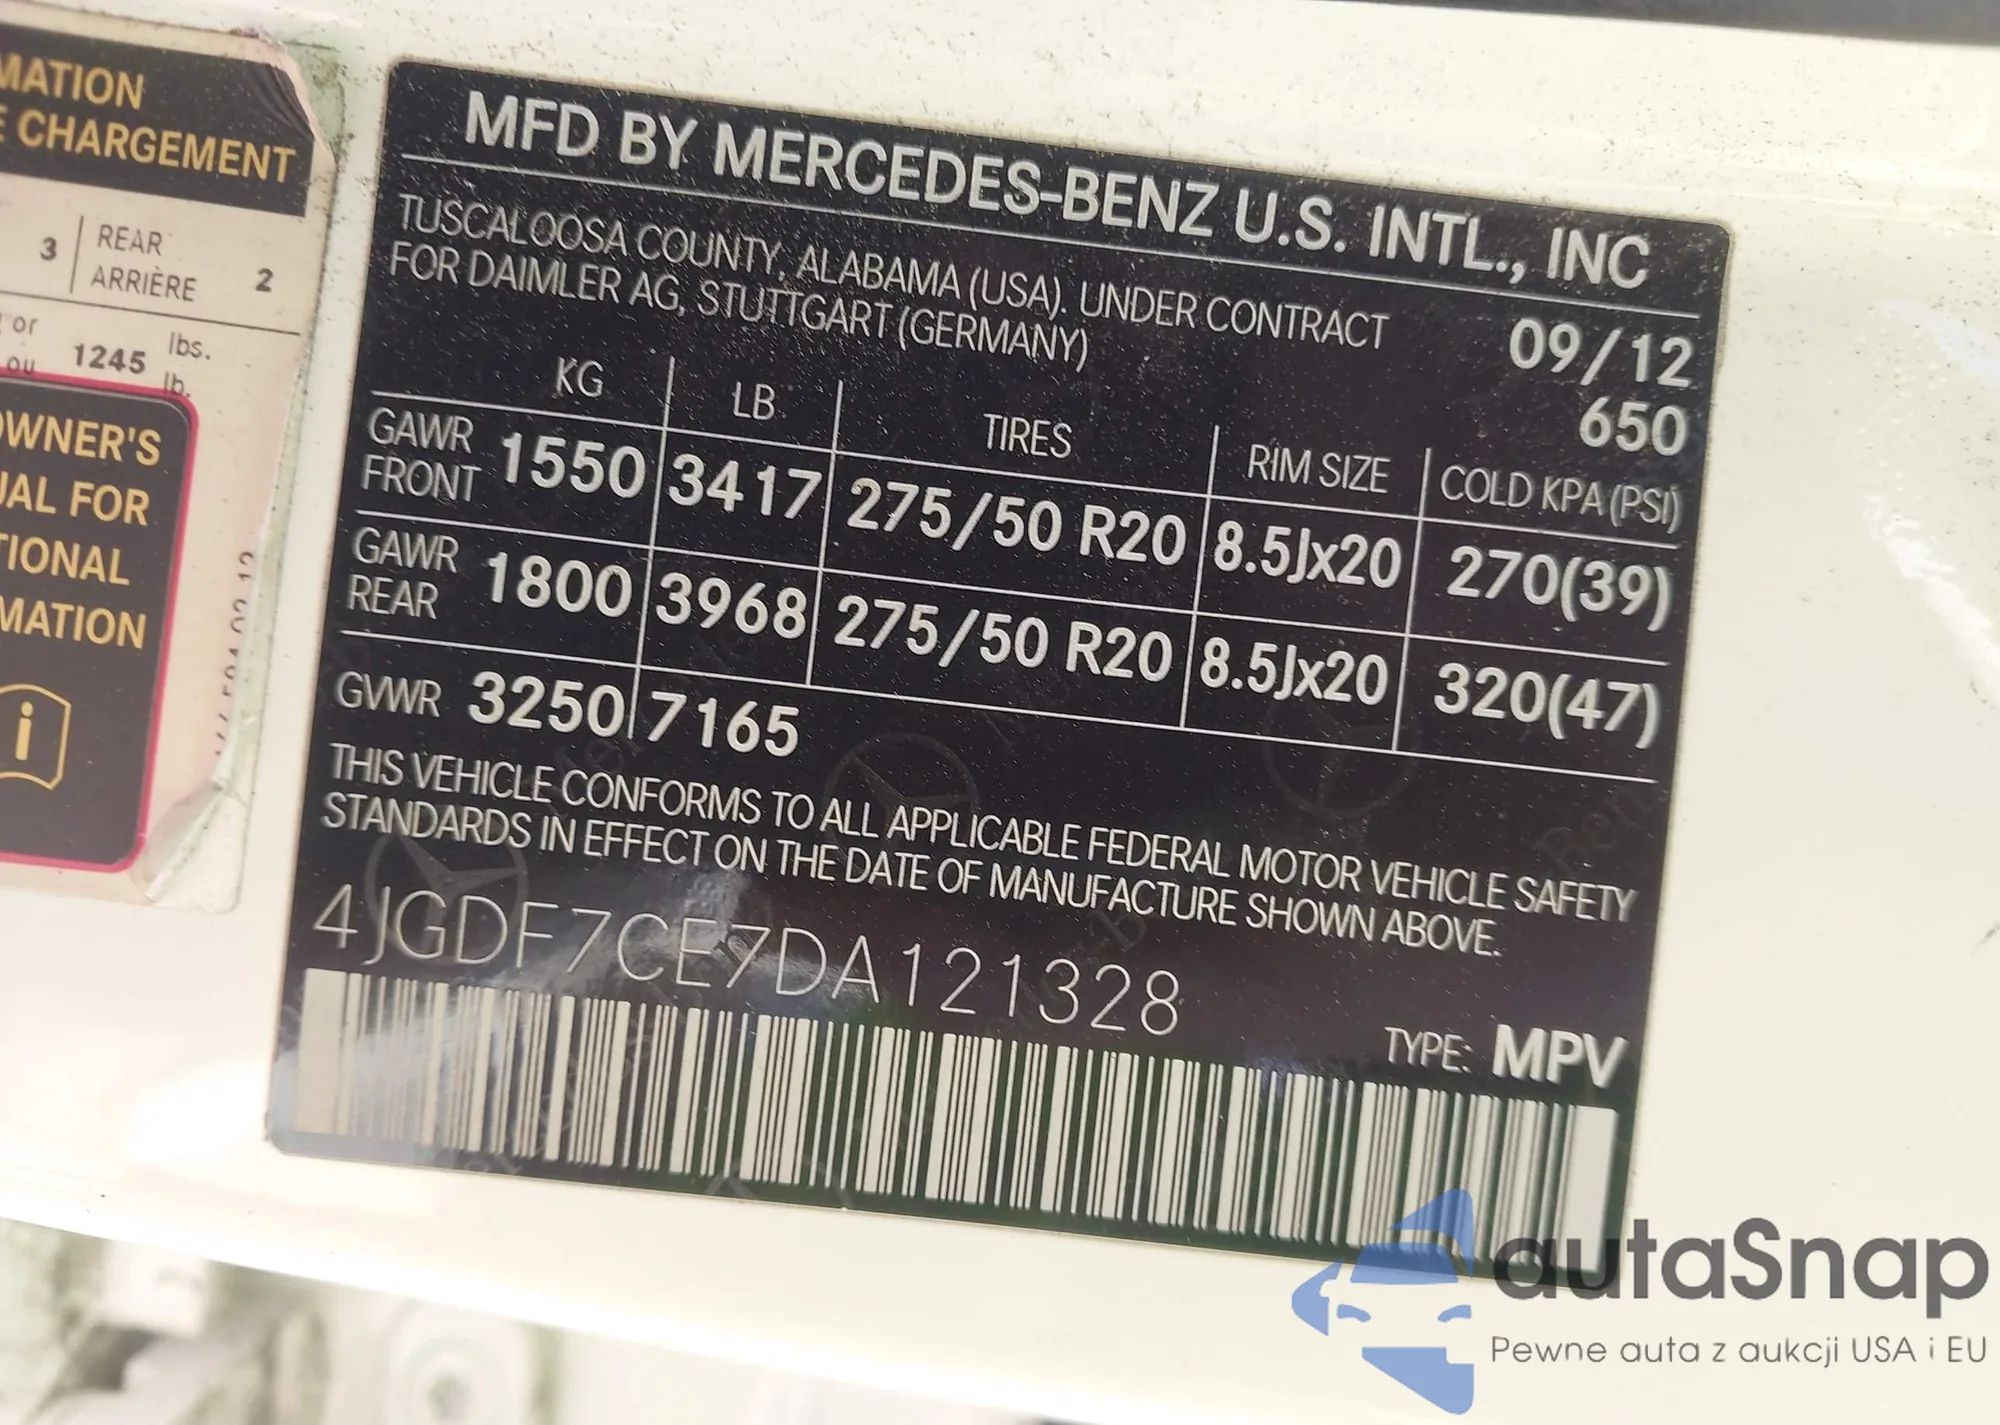 MATION
E CHARGEMENT
3 REAR ARRIÈRE 2
or
ou 1245 lbs. lb.
OWNER'S
UAL FOR
TIONAL
MATION
i
MFD BY MERCEDES-BENZ U.S. INTL., INC
TUSCALOOSA COUNTY, ALABAMA (USA). UNDER CONTRACT
FOR DAIMLER AG, STUTTGART (GERMANY)
09/12
650
KG LB TIRES RIM SIZE COLD KPA (PSI)
GAWR FRONT 1550 3417 275/50 R20 8.5Jx20 270(39)
GAWR REAR 1800 3968 275/50 R20 8.5Jx20 320(47)
GVWR 3250 7165
THIS VEHICLE CONFORMS TO ALL APPLICABLE FEDERAL MOTOR VEHICLE SAFETY
STANDARDS IN EFFECT ON THE DATE OF MANUFACTURE SHOWN ABOVE.
4JGDF7CE7DA121328
TYPE: MPV
autaSnap
Pewne auta z aukcji USA i EU